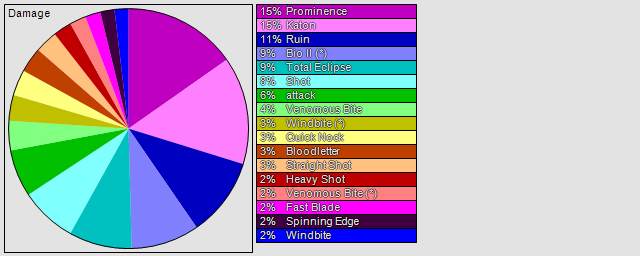 Damage
15% Prominence
15% Katon
11% Ruin
9% Bio II (*)
9% Total Eclipse
8% Shot
6% attack
4% Venomous Bite
3% Windbite (*)
3% Quick Nock
3% Bloodletter
3% Straight Shot
2% Heavy Shot
2% Venomous Bite (*)
2% Fast Blade
2% Spinning Edge
2% Windbite